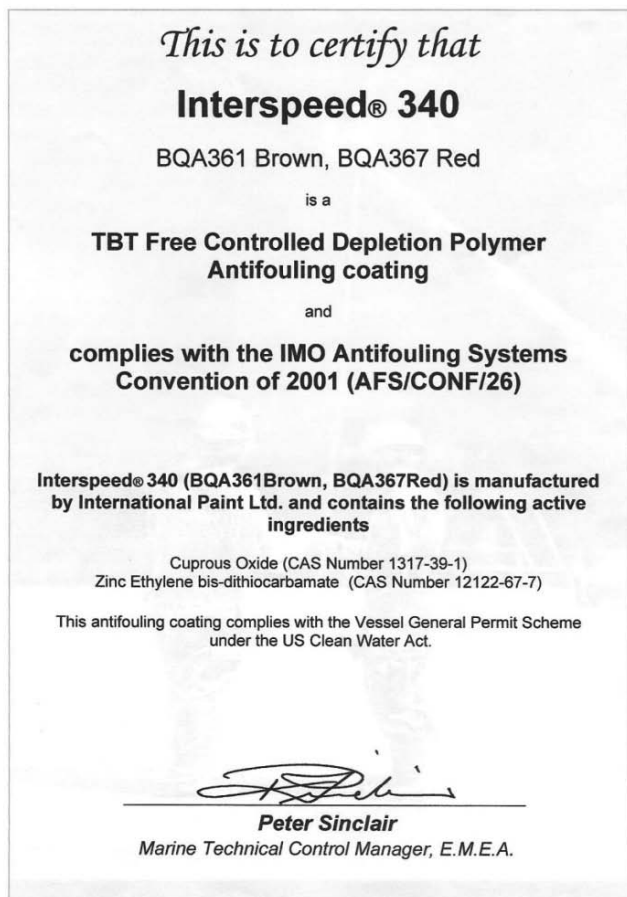 This is to certify that
Interspeed® 340
BQA361 Brown, BQA367 Red
is a
TBT Free Controlled Depletion Polymer
Antifouling coating
and
complies with the IMO Antifouling Systems
Convention of 2001 (AFS/CONF/26)
Interspeed® 340 (BQA361Brown, BQA367Red) is manufactured
by International Paint Ltd. and contains the following active
ingredients
Cuprous Oxide (CAS Number 1317-39-1)
Zinc Ethylene bis-dithiocarbamate (CAS Number 12122-67-7)
This antifouling coating complies with the Vessel General Permit Scheme
under the US Clean Water Act.
Peter Sinclair
Marine Technical Control Manager, E.M.E.A.